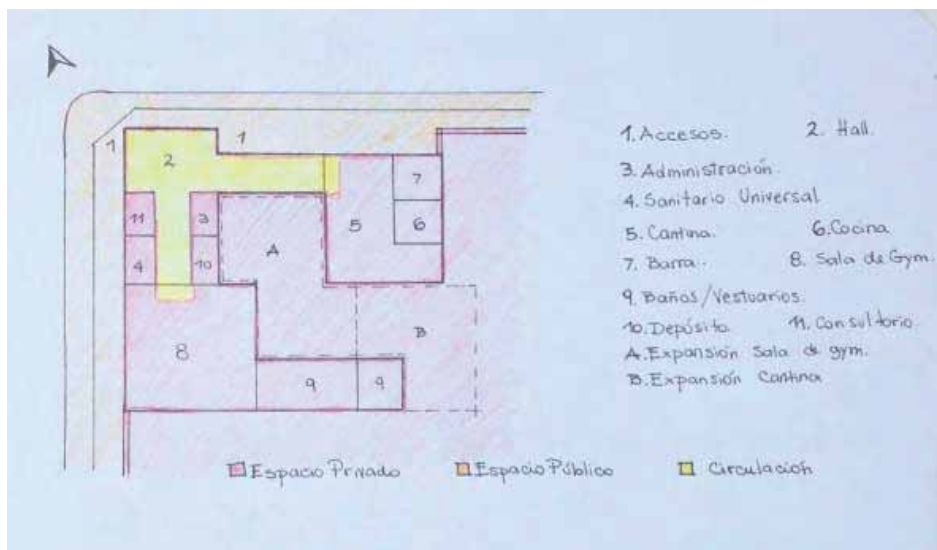 1. Accesos. 2. Hall.
3. Administración.
4. Sanitario Universal
5. Cantina. 6. Cocina
7. Barra. 8. Sala de Gym.
9. Baños/Vestuarios.
10. Depósito. 11. Consultorio.
A. Expansión Sala de gym.
B. Expansión Cantina
1
1
2
7
11
3
5
6
A
4
10
B
8
9
9
Espacio Privado Espacio Público Circulación